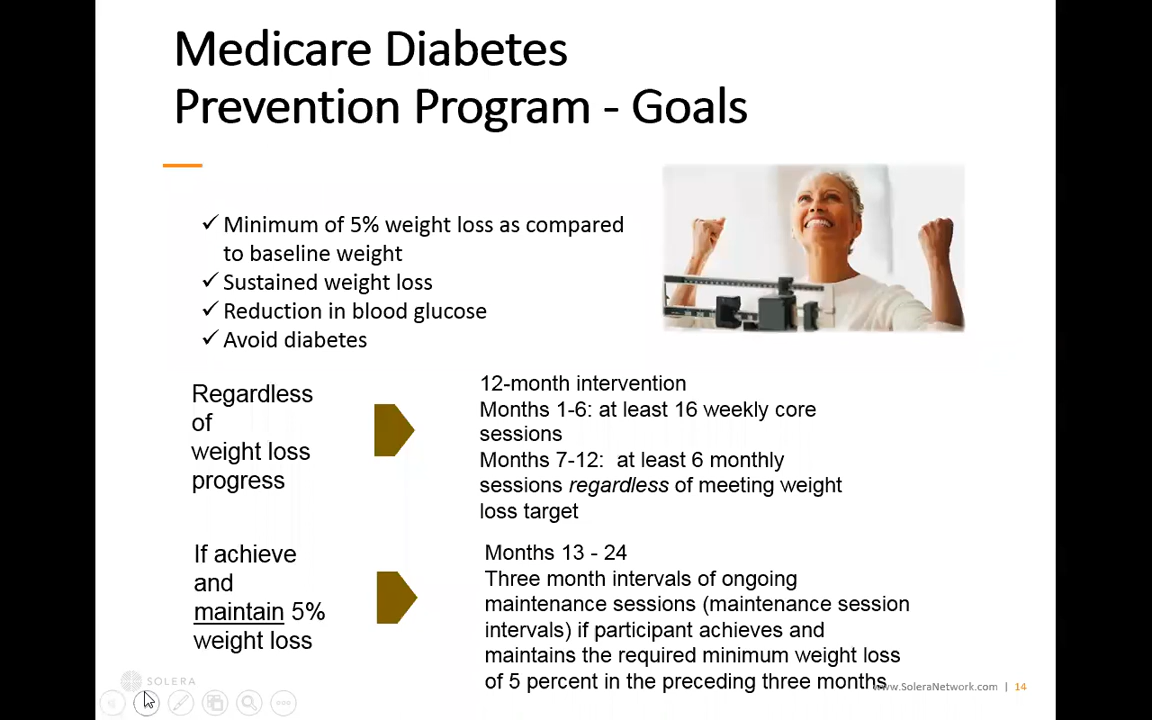 Medicare Diabetes
Prevention Program - Goals
✓ Minimum of 5% weight loss as compared
to baseline weight
✓ Sustained weight loss
✓ Reduction in blood glucose
✓ Avoid diabetes
Regardless
of
weight loss
progress
12-month intervention
Months 1-6: at least 16 weekly core
sessions
Months 7-12:  at least 6 monthly
sessions regardless of meeting weight
loss target
If achieve
and
maintain 5%
weight loss
Months 13 - 24
Three month intervals of ongoing
maintenance sessions (maintenance session
intervals) if participant achieves and
maintains the required minimum weight loss
of 5 percent in the preceding three months
SOLERA
www.SoleraNetwork.com | 14